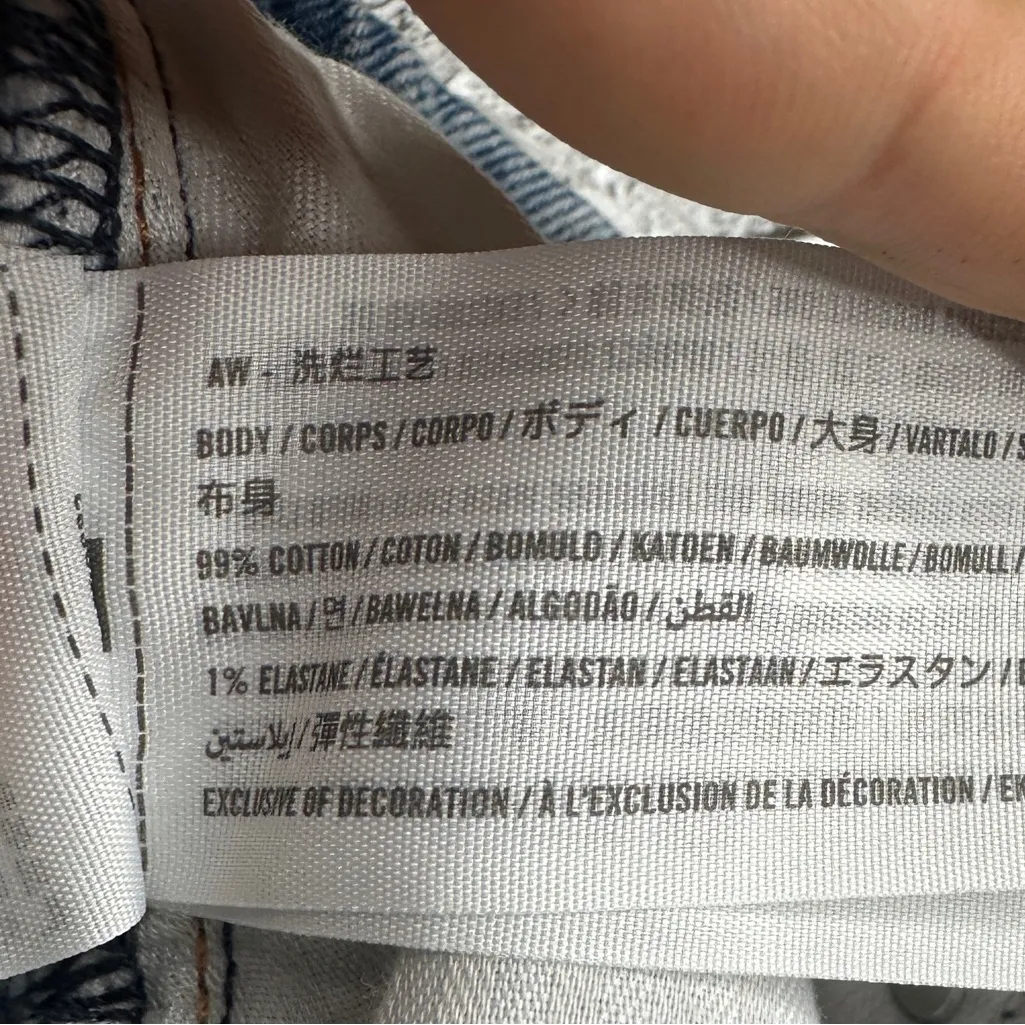 AW - 洗烂工艺
BODY / CORPS / CORPO / ボディ / CUERPO / 大身 / VARTALO /
布身
99% COTTON / COTON / BOMULD / KATOEN / BAUMWOLLE / BOMULL /
BAVLNA / 면 / BAWEŁNA / ALGODÃO / القطن
1% ELASTANE / ÉLASTANE / ELASTAN / ELASTAAN / エラスタン /
إيلاستين / 彈性纖維
EXCLUSIVE OF DECORATION / À L'EXCLUSION DE LA DÉCORATION /